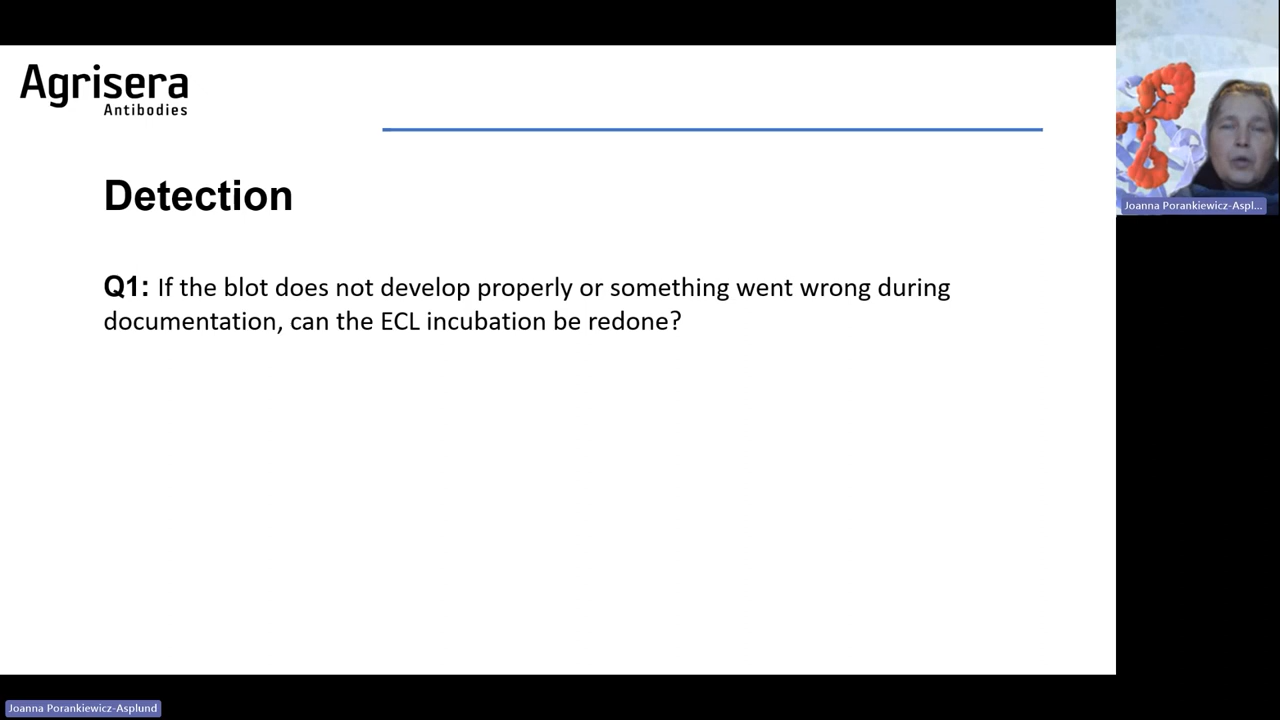 Agrisera
Antibodies
Detection
Q1: If the blot does not develop properly or something went wrong during
documentation, can the ECL incubation be redone?
Joanna Porankiewicz-Aspl...
Joanna Porankiewicz-Asplund